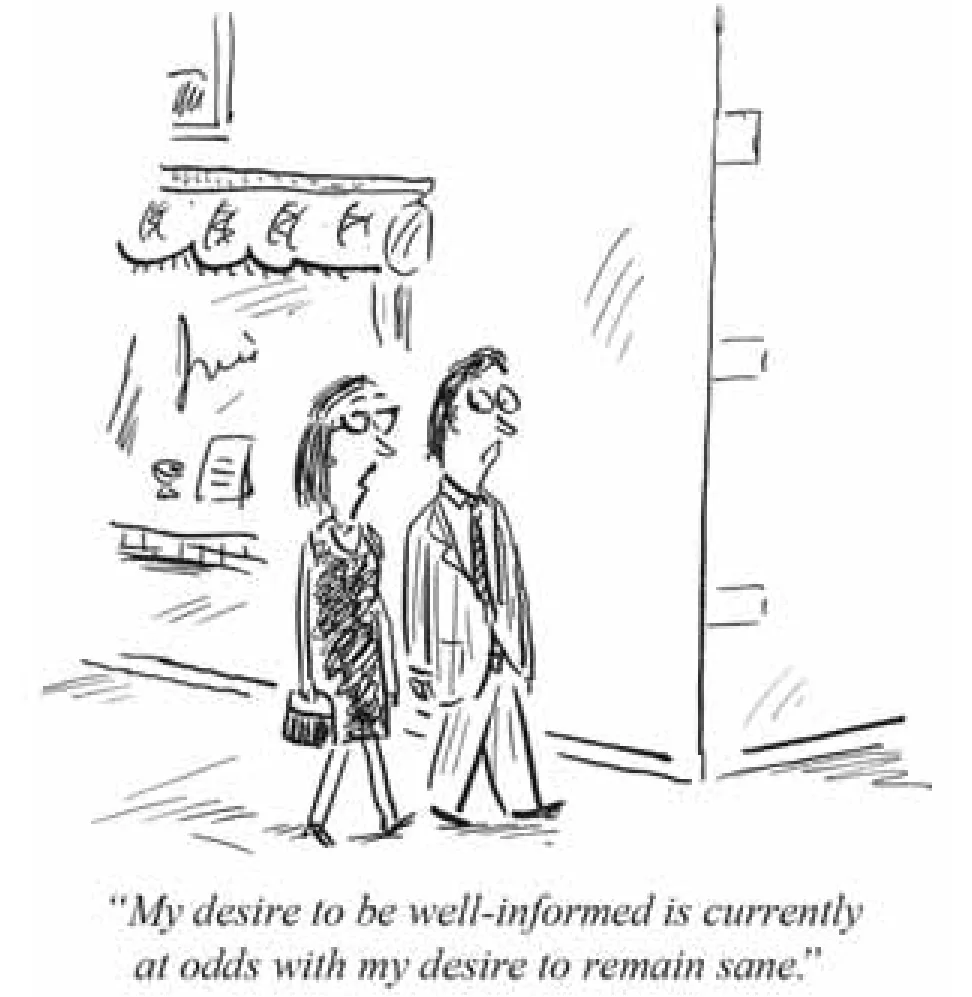 “My desire to be well-informed is currently
at odds with my desire to remain sane.”